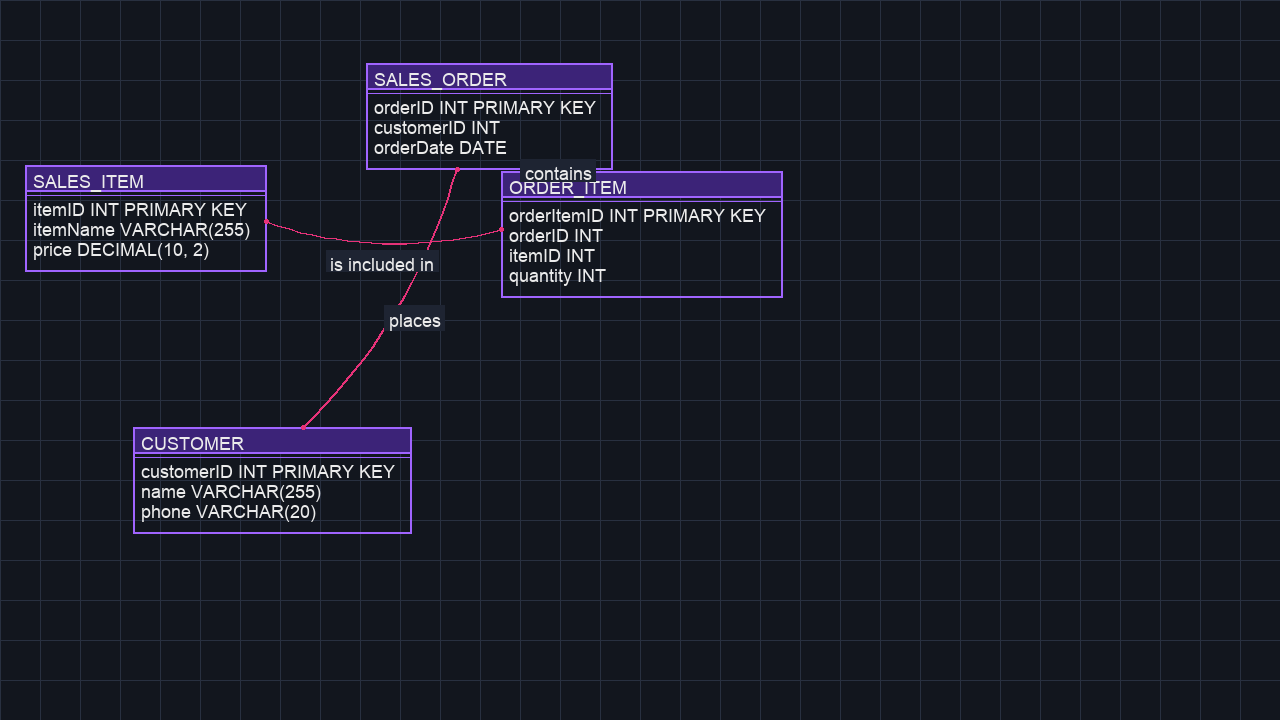 SALES_ORDER
orderID INT PRIMARY KEY
customerID INT
orderDate DATE
contains
SALES_ITEM
itemID INT PRIMARY KEY
itemName VARCHAR(255)
price DECIMAL(10, 2)
ORDER_ITEM
orderItemID INT PRIMARY KEY
orderID INT
itemID INT
quantity INT
is included in
places
CUSTOMER
customerID INT PRIMARY KEY
name VARCHAR(255)
phone VARCHAR(20)